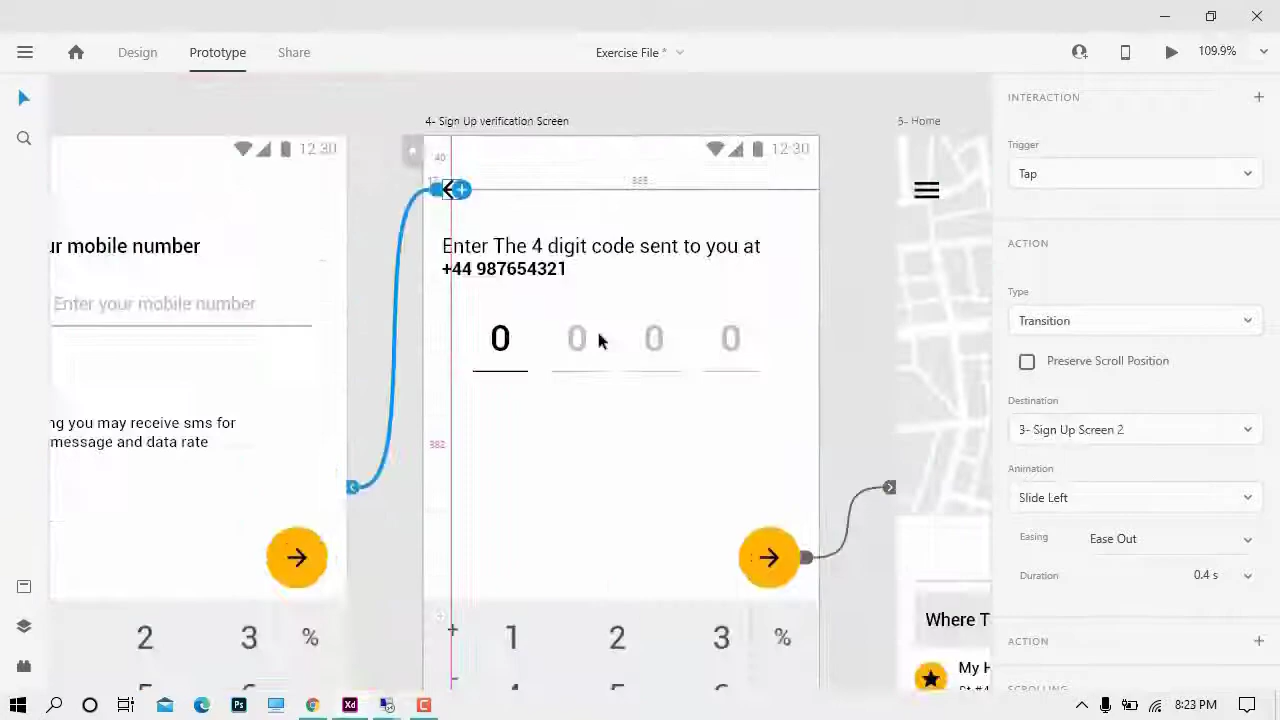 Design
Prototype
Share
Exercise File *
109.9%
4- Sign Up verification Screen
5- Home
INTERACTION
Trigger
Tap
ACTION
Type
Transition
Preserve Scroll Position
Destination
3- Sign Up Screen 2
Animation
Slide Left
Easing
Ease Out
Duration
0.4 s
ACTION
12:30
ur mobile number
Enter your mobile number
ng you may receive sms for
message and data rate
2
3
%
12:30
40
Enter The 4 digit code sent to you at
+44 987654321
0
0
0
0
382
+
1
2
3
%
Where T
My H
Ps
Xd
8:23 PM